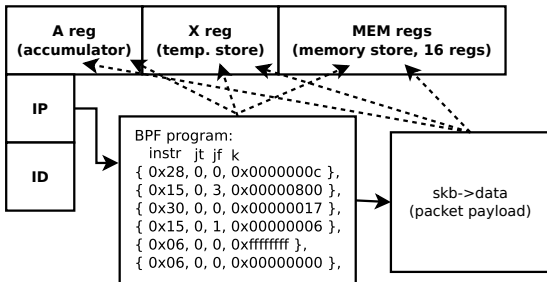 A reg
(accumulator)
X reg
(temp. store)
MEM regs
(memory store, 16 regs)
IP
ID
BPF program:
instr jt jf k
{ 0x28, 0, 0, 0x0000000c },
{ 0x15, 0, 3, 0x00000800 },
{ 0x30, 0, 0, 0x00000017 },
{ 0x15, 0, 1, 0x00000006 },
{ 0x06, 0, 0, 0xffffffff },
{ 0x06, 0, 0, 0x00000000 },
skb->data
(packet payload)